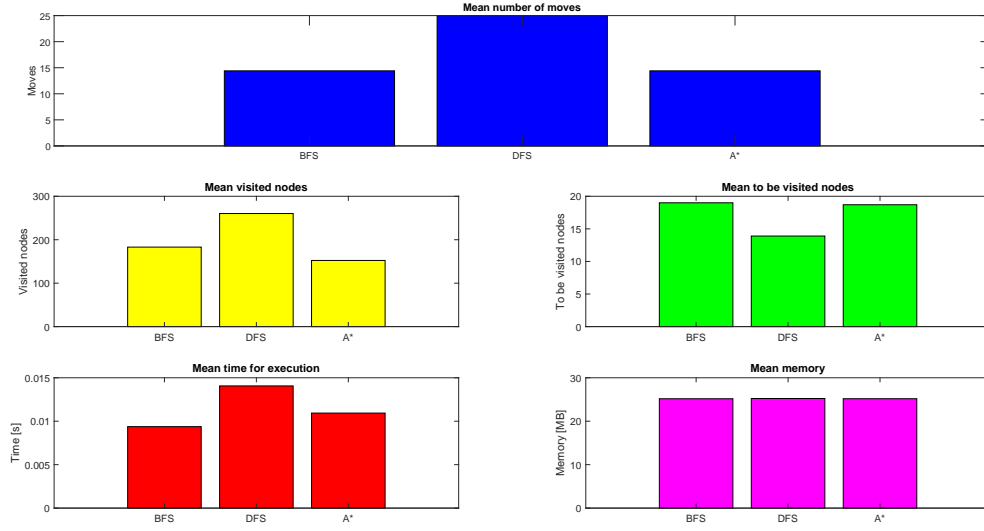 Mean number of moves
25
20
15
10
5
0
Moves
BFS DFS A*
Mean visited nodes
300
200
100
0
Visited nodes
BFS DFS A*
Mean to be visited nodes
20
15
10
5
0
To be visited nodes
BFS DFS A*
Mean time for execution
0.015
0.01
0.005
0
Time [s]
BFS DFS A*
Mean memory
30
20
10
0
Memory [MB]
BFS DFS A*